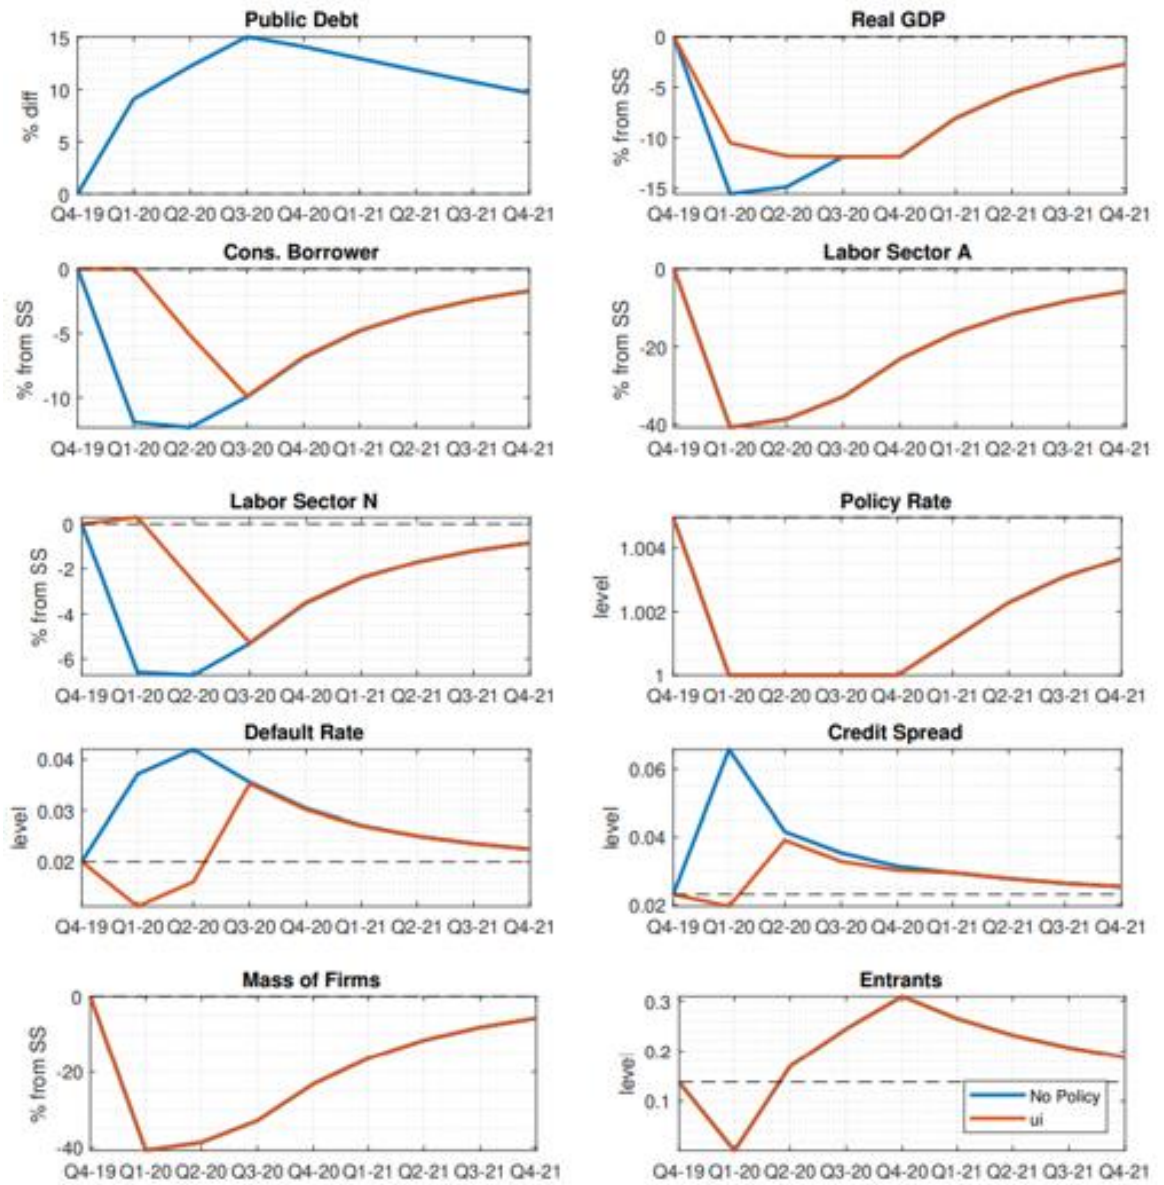 Public Debt
15
10
5
0
% diff
Q4-19 Q1-20 Q2-20 Q3-20 Q4-20 Q1-21 Q2-21 Q3-21 Q4-21
Real GDP
0
-5
-10
-15
% from SS
Q4-19 Q1-20 Q2-20 Q3-20 Q4-20 Q1-21 Q2-21 Q3-21 Q4-21
Cons. Borrower
0
-5
-10
% from SS
Q4-19 Q1-20 Q2-20 Q3-20 Q4-20 Q1-21 Q2-21 Q3-21 Q4-21
Labor Sector A
0
-20
-40
% from SS
Q4-19 Q1-20 Q2-20 Q3-20 Q4-20 Q1-21 Q2-21 Q3-21 Q4-21
Labor Sector N
0
-2
-4
-6
% from SS
Q4-19 Q1-20 Q2-20 Q3-20 Q4-20 Q1-21 Q2-21 Q3-21 Q4-21
Policy Rate
1.004
1.002
1
level
Q4-19 Q1-20 Q2-20 Q3-20 Q4-20 Q1-21 Q2-21 Q3-21 Q4-21
Default Rate
0.04
0.03
0.02
level
Q4-19 Q1-20 Q2-20 Q3-20 Q4-20 Q1-21 Q2-21 Q3-21 Q4-21
Credit Spread
0.06
0.04
0.02
level
Q4-19 Q1-20 Q2-20 Q3-20 Q4-20 Q1-21 Q2-21 Q3-21 Q4-21
Mass of Firms
0
-20
-40
% from SS
Q4-19 Q1-20 Q2-20 Q3-20 Q4-20 Q1-21 Q2-21 Q3-21 Q4-21
Entrants
0.3
0.2
0.1
level
No Policy
ui
Q4-19 Q1-20 Q2-20 Q3-20 Q4-20 Q1-21 Q2-21 Q3-21 Q4-21